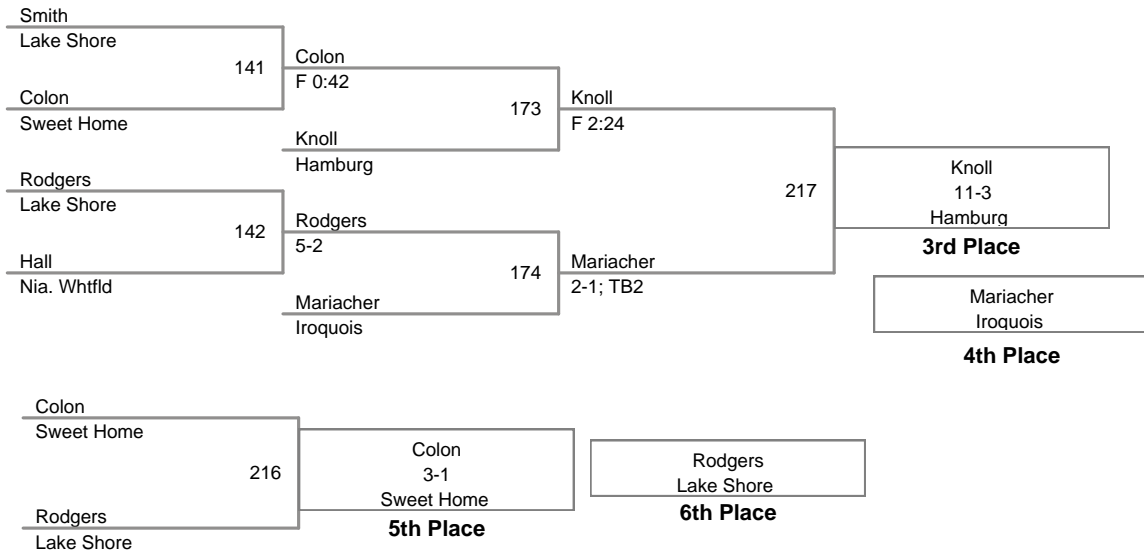 Smith
Lake Shore
141
Colon
Sweet Home
Colon
F 0:42
173
Knoll
Hamburg
Knoll
F 2:24
Rodgers
Lake Shore
142
Hall
Nia. Whtfld
Rodgers
5-2
174
Mariacher
Iroquois
Mariacher
2-1; TB2
217
Knoll
11-3
Hamburg
3rd Place
Mariacher
Iroquois
4th Place
Colon
Sweet Home
216
Rodgers
Lake Shore
Colon
3-1
Sweet Home
5th Place
Rodgers
Lake Shore
6th Place